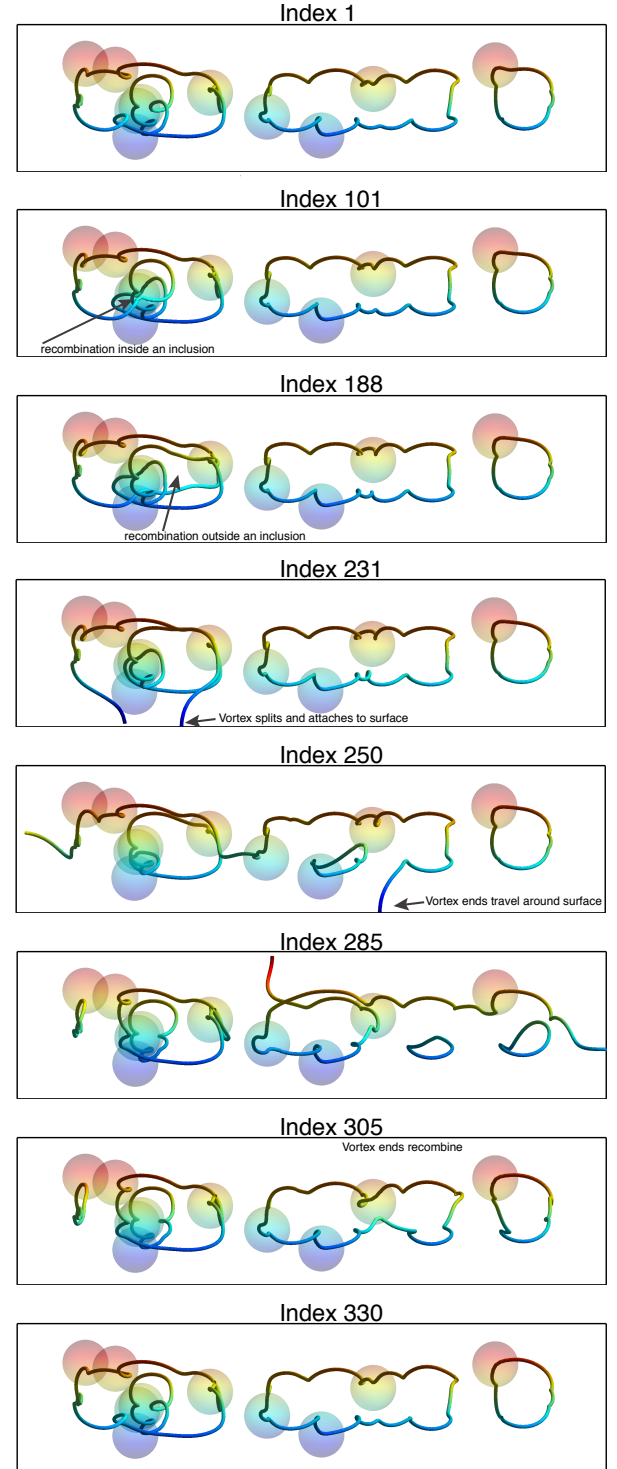 Index 1
Index 101
recombination inside an inclusion
Index 188
recombination outside an inclusion
Index 231
Vortex splits and attaches to surface
Index 250
Vortex ends travel around surface
Index 285
Index 305
Vortex ends recombine
Index 330